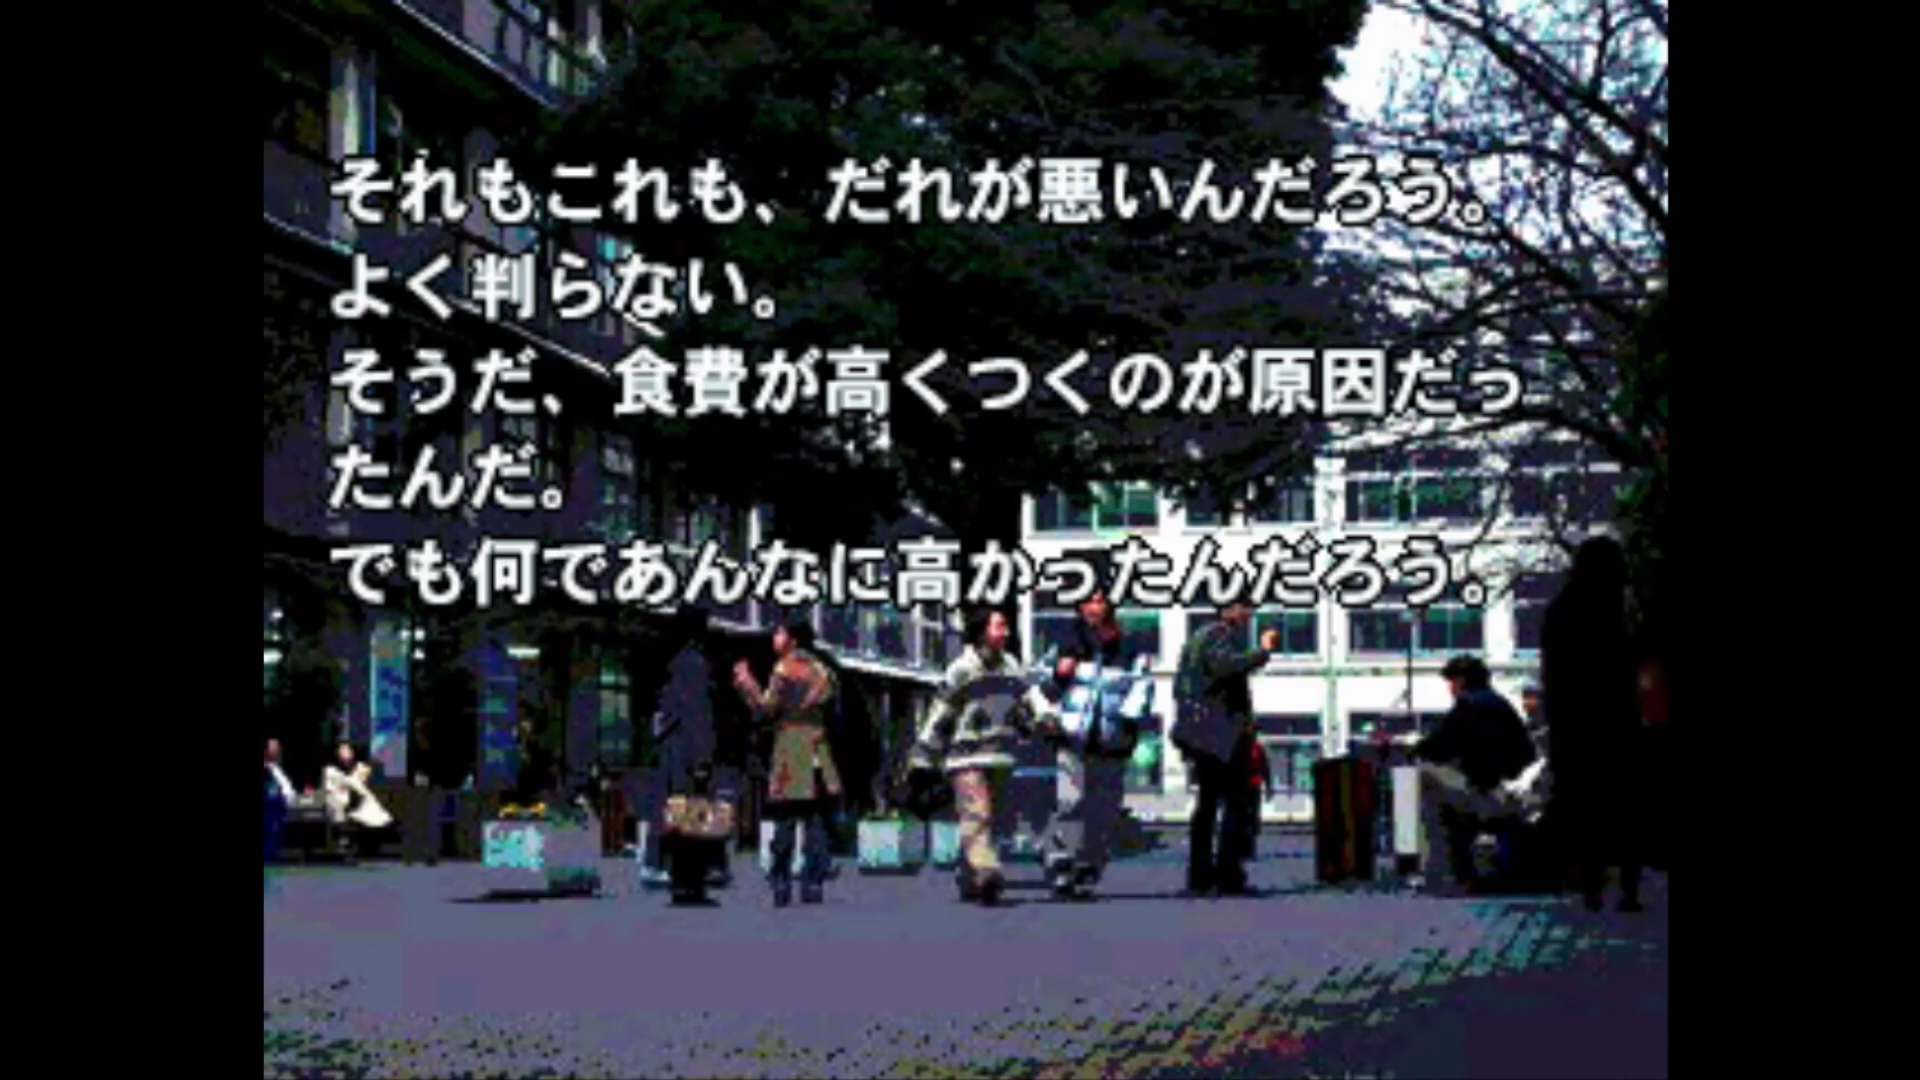 それもこれも、だれが悪いんだろう。
よく判らない。
そうだ、食費が高くつくのが原因だっ
たんだ。
でも何であんなに高かったんだろう。